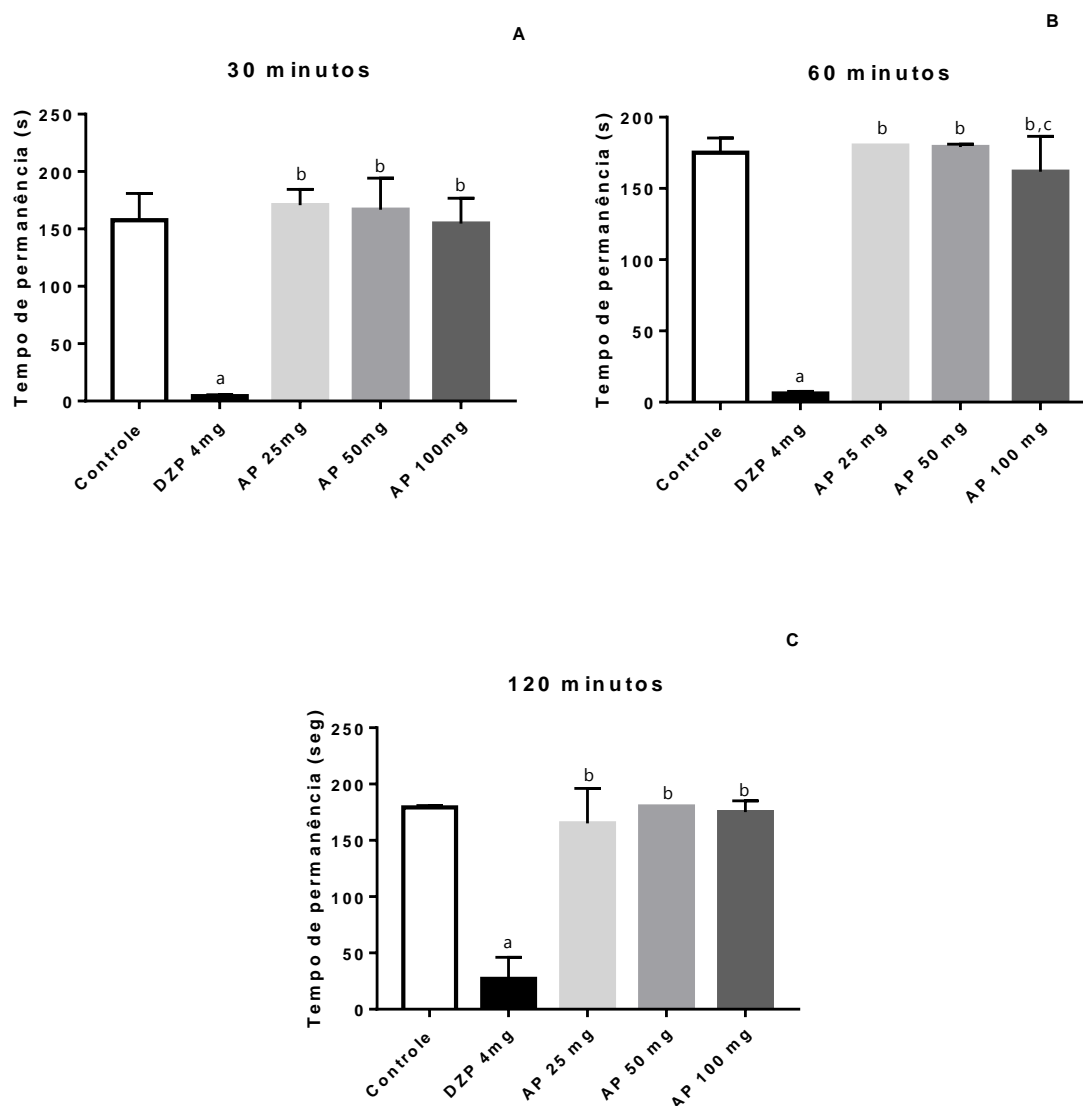 A
30 minutos
Tempo de permanência (s)
250
200
150
100
50
0
b
b
b
a
Controle
DZP 4mg
AP 25mg
AP 50mg
AP 100mg
B
60 minutos
Tempo de permanência (s)
200
150
100
50
0
b
b
b,c
a
Controle
DZP 4mg
AP 25 mg
AP 50 mg
AP 100 mg
C
120 minutos
Tempo de permanência (seg)
250
200
150
100
50
0
b
b
b
a
Controle
DZP 4mg
AP 25 mg
AP 50 mg
AP 100 mg